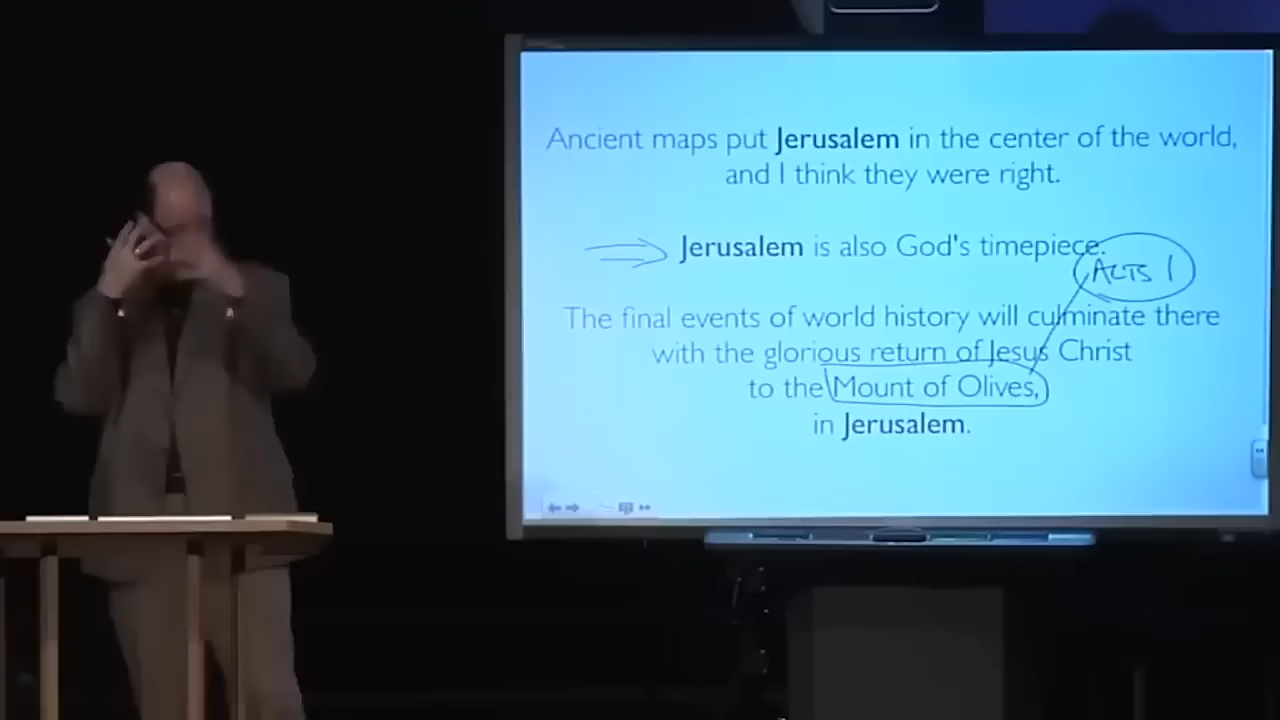 Ancient maps put Jerusalem in the center of the world,
and I think they were right.
Jerusalem is also God's timepiece.
ACTS 1
The final events of world history will culminate there
with the glorious return of Jesus Christ
to the Mount of Olives,
in Jerusalem.